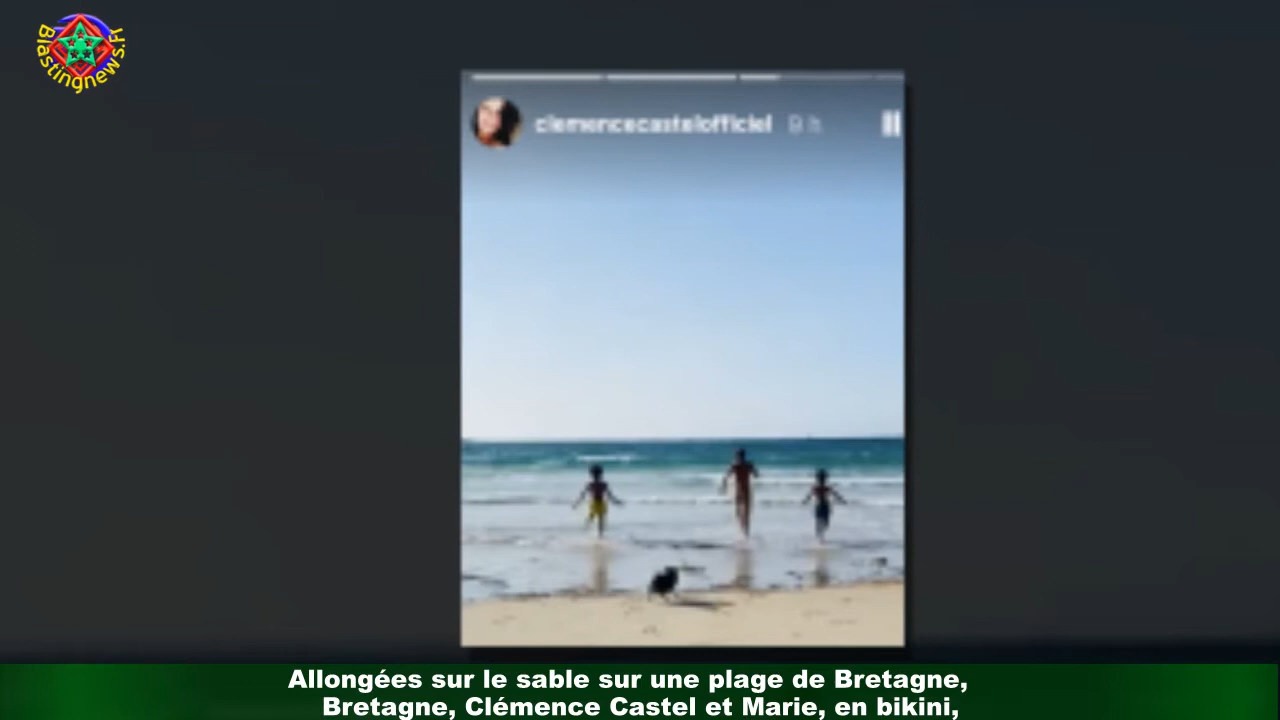 Blastingnews.Fr
clemencecastelofficiel 9 h
Allongées sur le sable sur une plage de Bretagne,
Bretagne, Clémence Castel et Marie, en bikini,